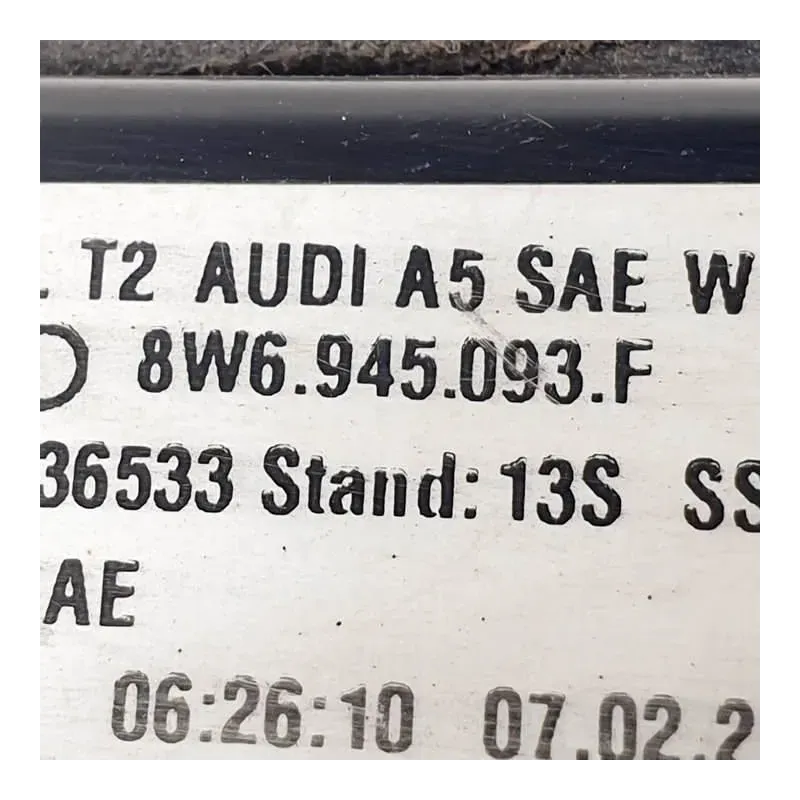 T2 AUDI A5 SAE W
8W6.945.093.F
36533 Stand: 13S SS
AE
06:26:10 07.02.2